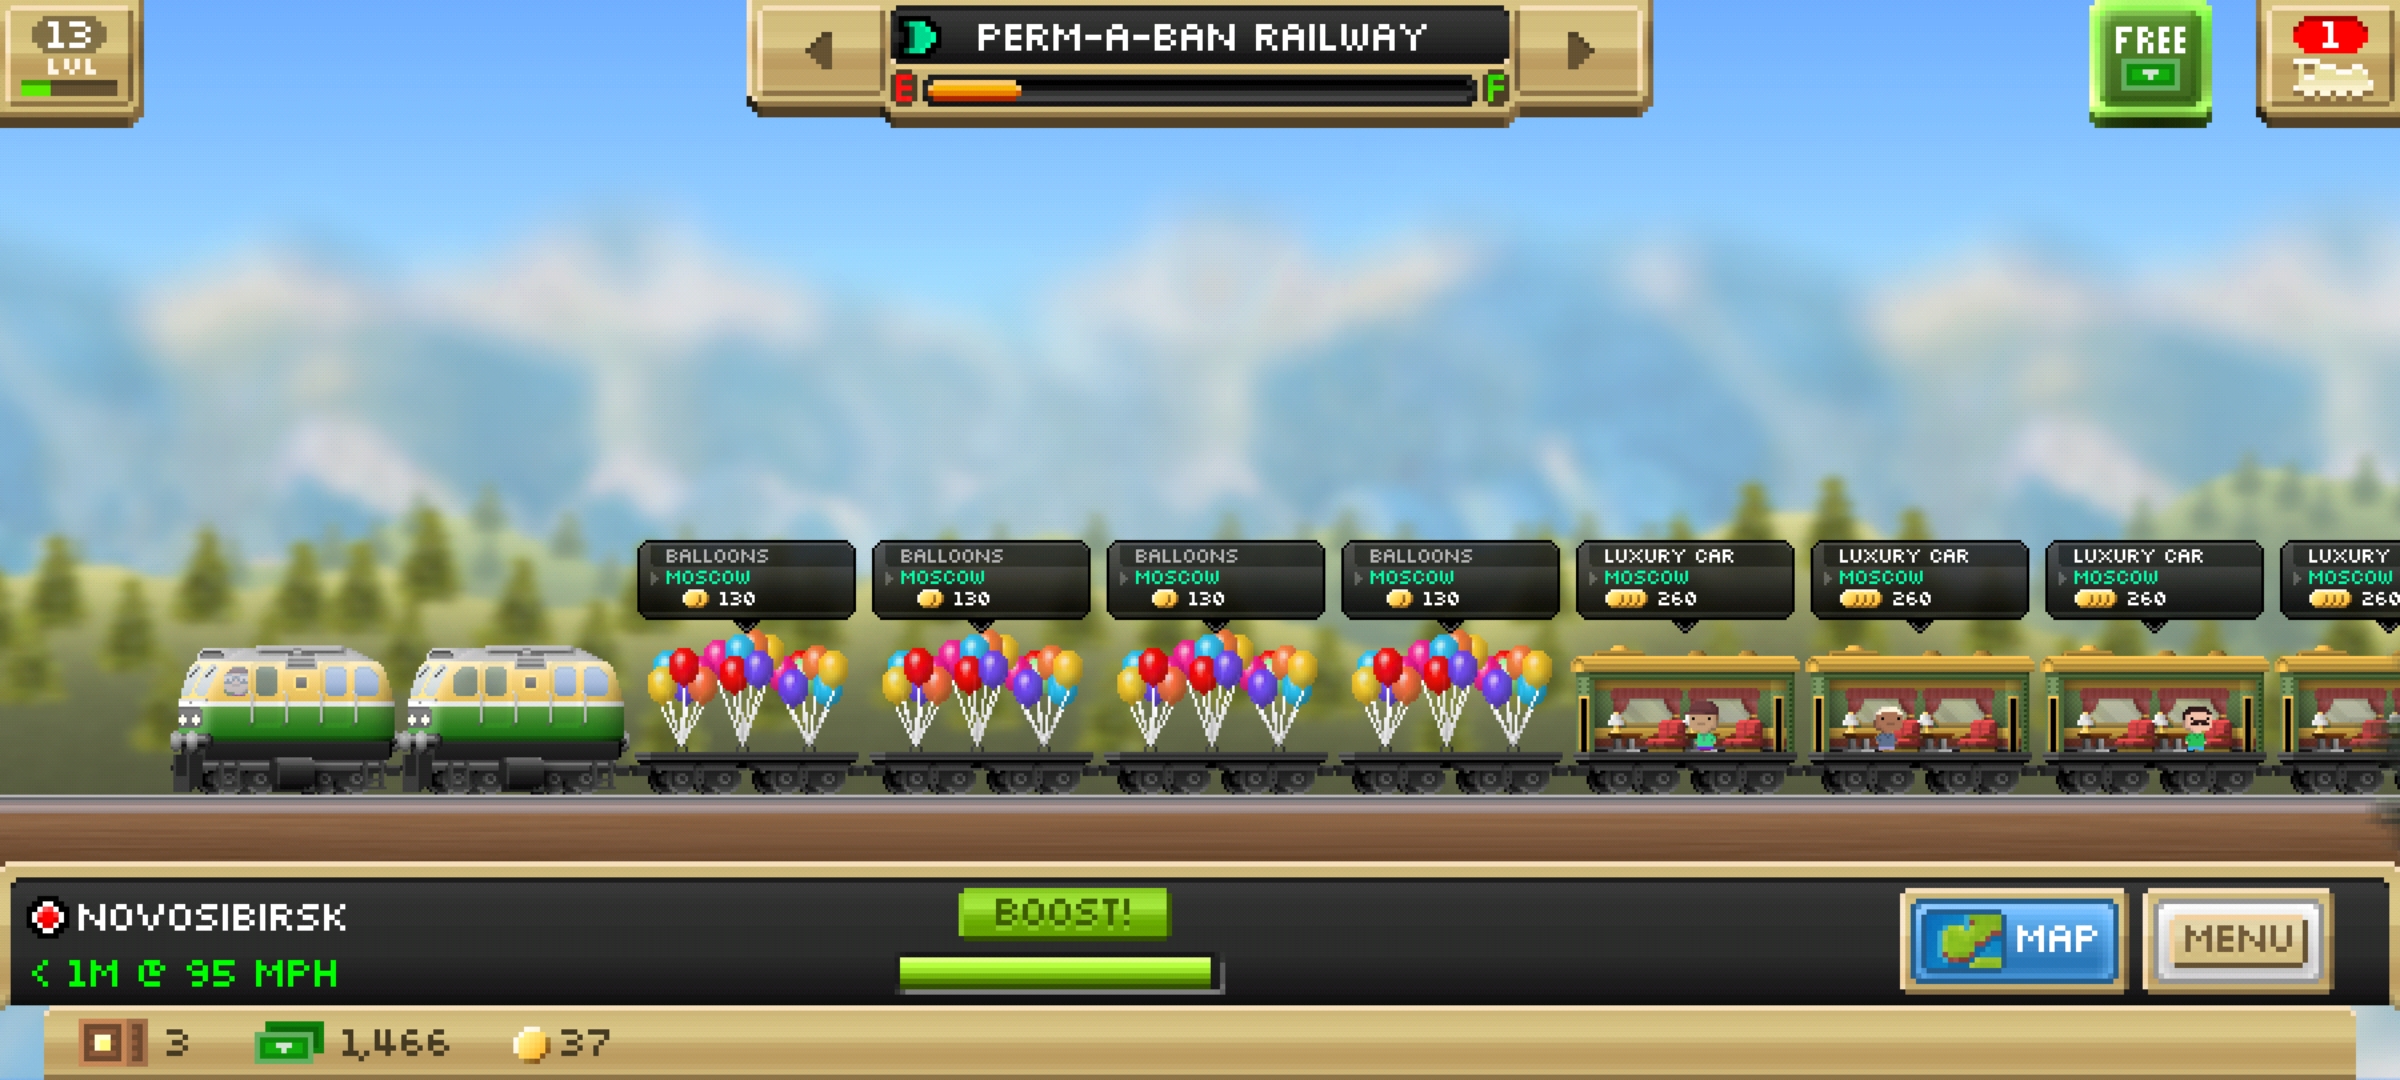 13
LVL
PERM-A-BAN RAILWAY
E F
FREE
1
BALLOONS
MOSCOW
130
BALLOONS
MOSCOW
130
BALLOONS
MOSCOW
130
BALLOONS
MOSCOW
130
LUXURY CAR
MOSCOW
260
LUXURY CAR
MOSCOW
260
LUXURY CAR
MOSCOW
260
LUXURY
MOSCOW
260
NOVOSIBIRSK
< 1M @ 95 MPH
BOOST!
MAP
MENU
3
1,466
37